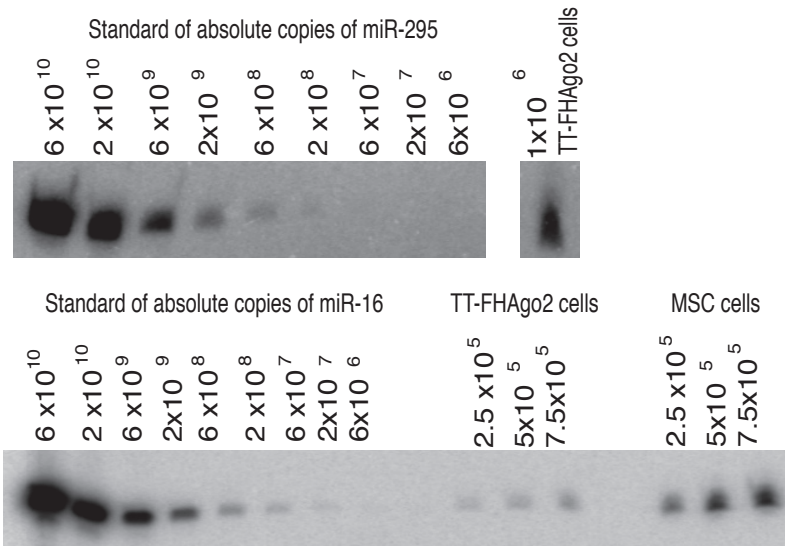 Standard of absolute copies of miR-295
6 x10^10 2 x10^10 6 x10^9 2x10^9 6 x10^8 2 x10^8 6 x10^7 2x10^7 6x10^6 1x10^6 TT-FHAgo2 cells
Standard of absolute copies of miR-16 TT-FHAgo2 cells MSC cells
6 x10^10 2 x10^10 6 x10^9 2x10^9 6 x10^8 2 x10^8 6 x10^7 2x10^7 6x10^6 2.5 x10^5 5x10^5 7.5x10^5 2.5 x10^5 5x10^5 7.5x10^5